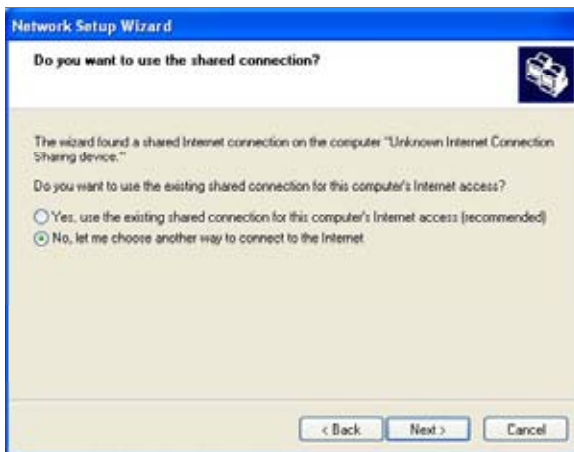 Network Setup Wizard
Do you want to use the shared connection?
The wizard found a shared Internet connection on the computer "Unknown Internet Connection
Sharing device."
Do you want to use the existing shared connection for this computer's Internet access?
Yes, use the existing shared connection for this computer's Internet access (recommended)
No, let me choose another way to connect to the Internet
< Back Next > Cancel